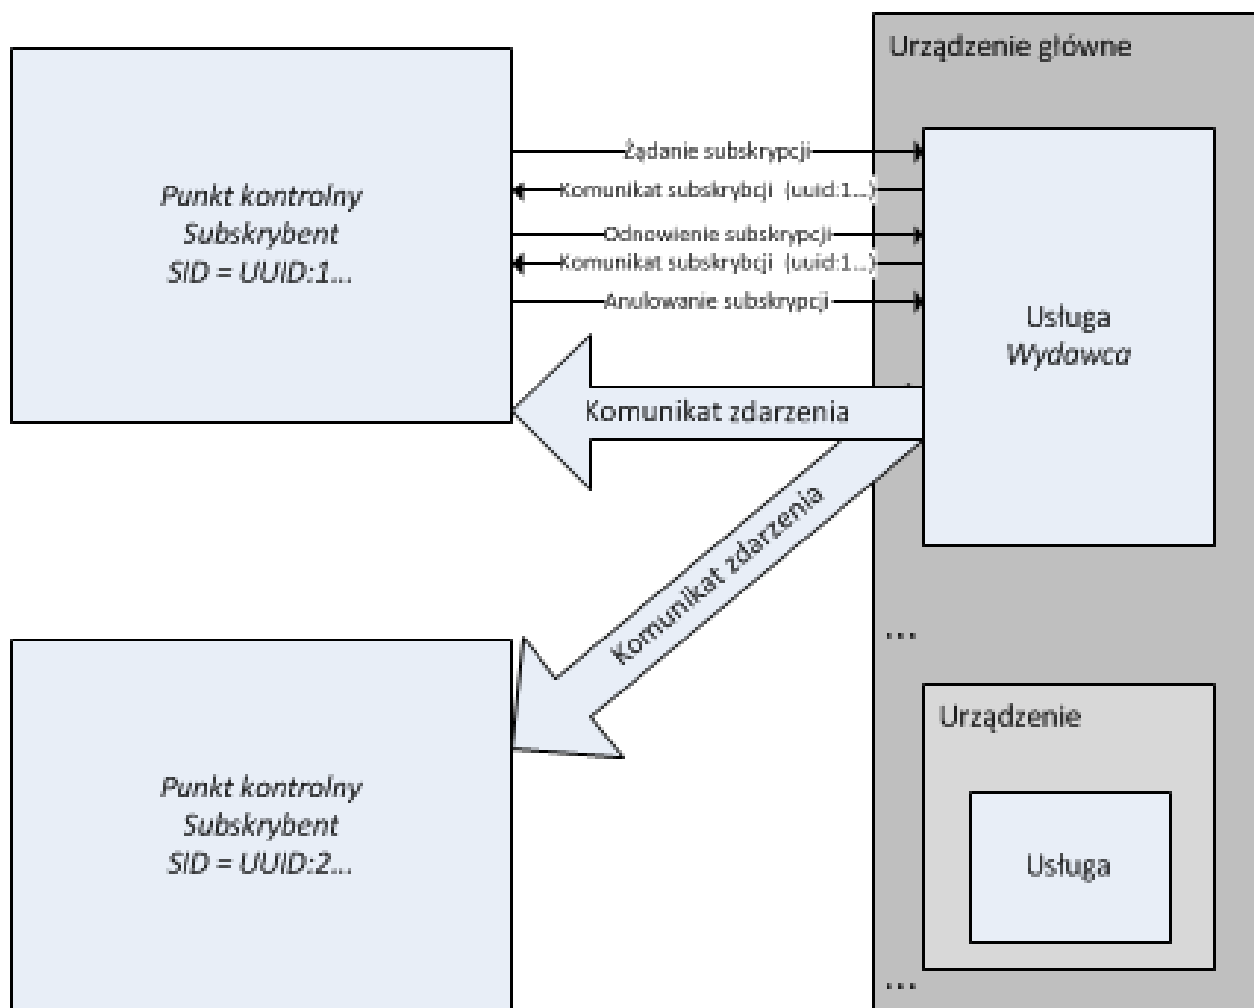 Urządzenie główne
Punkt kontrolny
Subskrybent
SID = UUID:1...
Żądanie subskrypcji
Komunikat subskrybcji (uuid:1...)
Odnowienie subskrypcji
Komunikat subskrybcji (uuid:1...)
Anulowanie subskrypcji
Usługa
Wydawca
Komunikat zdarzenia
Komunikat zdarzenia
...
Urządzenie
Punkt kontrolny
Subskrybent
SID = UUID:2...
Usługa
...